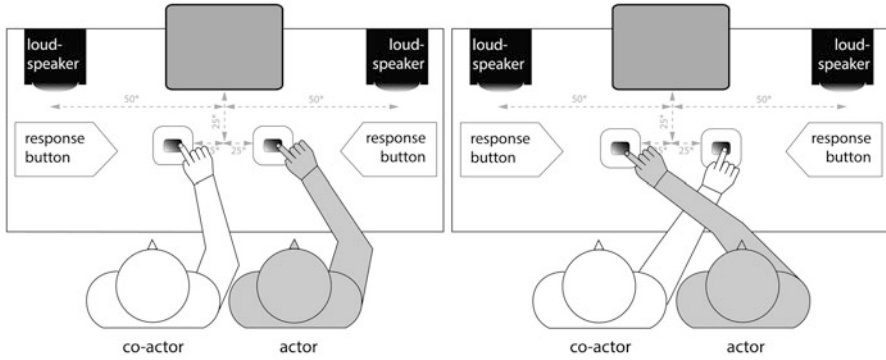 loud-
speaker
loud-
speaker
50°
50°
25°
response
button
25°
25°
response
button
co-actor
actor
loud-
speaker
loud-
speaker
50°
50°
25°
response
button
25°
response
button
co-actor
actor